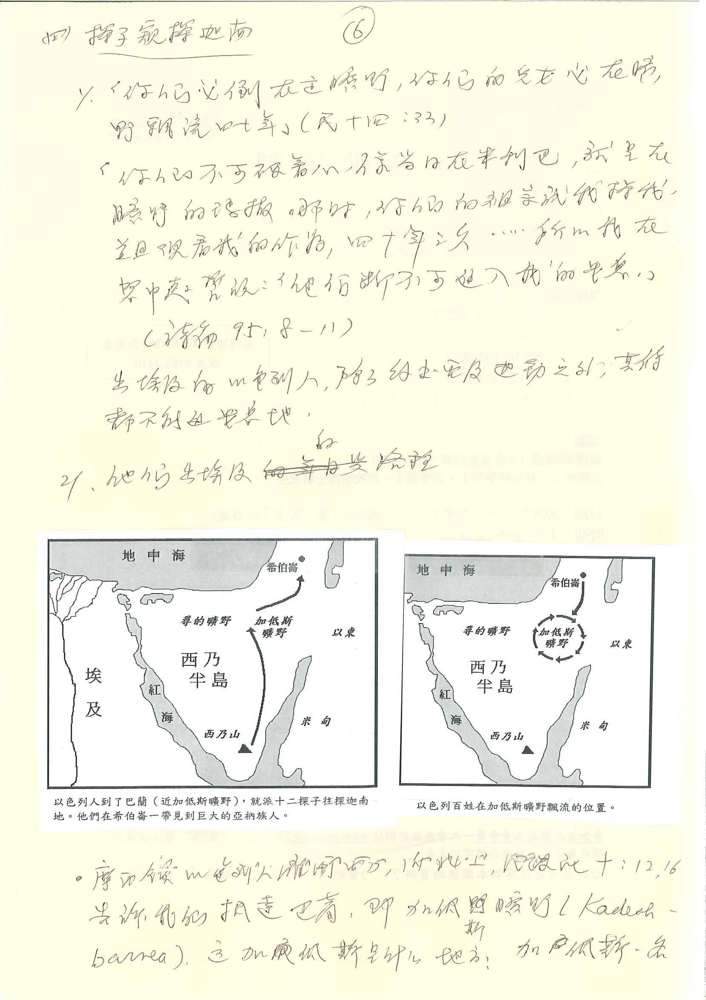 四) 探子窺探迦南
⑥
1/. 「你們必倒在這曠野,你們的兒女必在曠,
野飄流四十年」(民十四:33)
「你們不可硬着心,像當日在米利巴,就是在
曠野的瑪撒。那時,你們的祖宗試我探我,
並且觀看我的作為,四十年之久 ..... 所以我在
怒中起誓說:「他們斷不可進入我的安息」
(詩篇 95:8-11)
出埃及的以色列人,除了約書亞及迦勒之外,其餘
都不能進安息地.
的
2/. 他們出埃及 路程
地中海
希伯崙
尋的曠野
加低斯
曠野
以東
西乃
半島
埃及
紅海
米甸
西乃山
以色列人到了巴蘭(近加低斯曠野),就派十二探子往探迦南
地。他們在希伯崙一帶見到巨大的亞衲族人。
地中海
希伯崙
尋的曠野
加低斯
曠野
以東
西乃
半島
紅海
米甸
西乃山
以色列百姓在加低斯曠野飄流的位置。
• 摩西領以色列人離 西乃, 北上, 民數記十:12,16
告訴我們抵達巴蘭,即加低斯曠野(Kadesh-
barnea). 這加低斯是什么地方; 加低斯一名